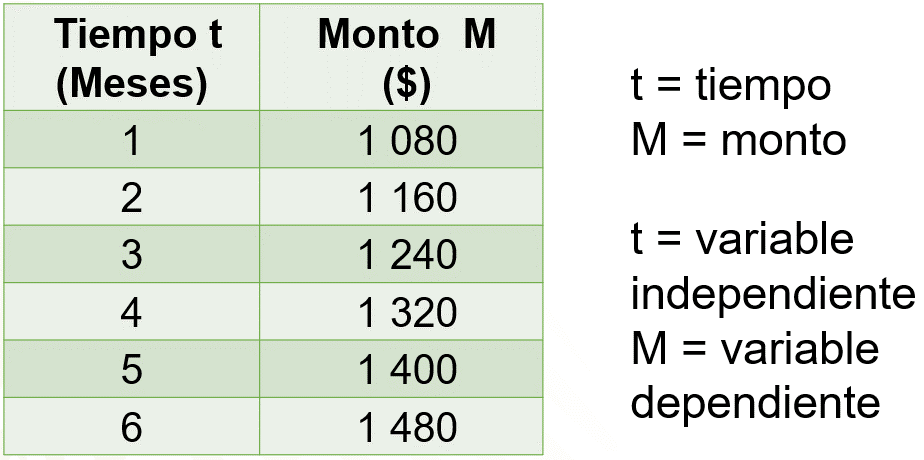 Tiempo t Monto M
(Meses) ($)
1 1 080
2 1 160
3 1 240
4 1 320
5 1 400
6 1 480
t = tiempo
M = monto
t = variable
independiente
M = variable
dependiente